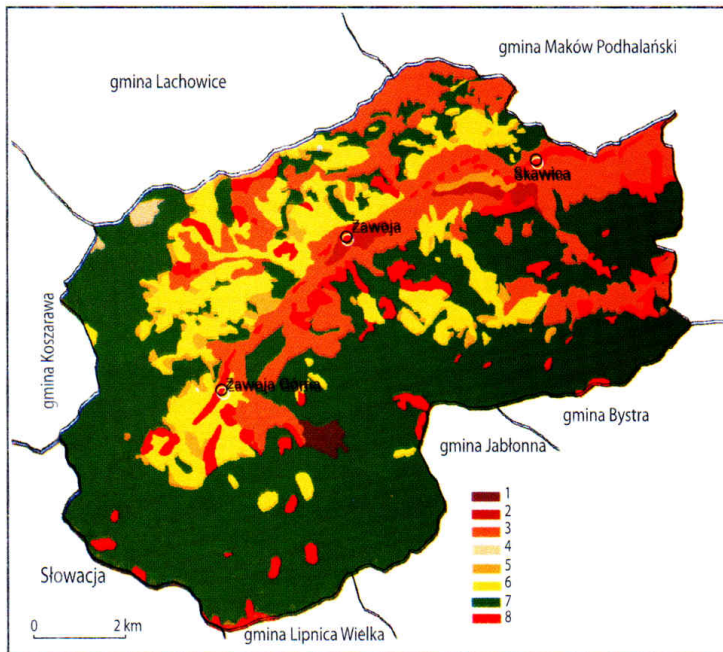 gmina Maków Podhalański
gmina Lachowice
Skawica
Zawoja
gmina Koszarawa
Zawoja Górna
gmina Bystra
gmina Jabłonna
1
2
3
4
5
6
7
8
Słowacja
0 2 km
gmina Lipnica Wielka